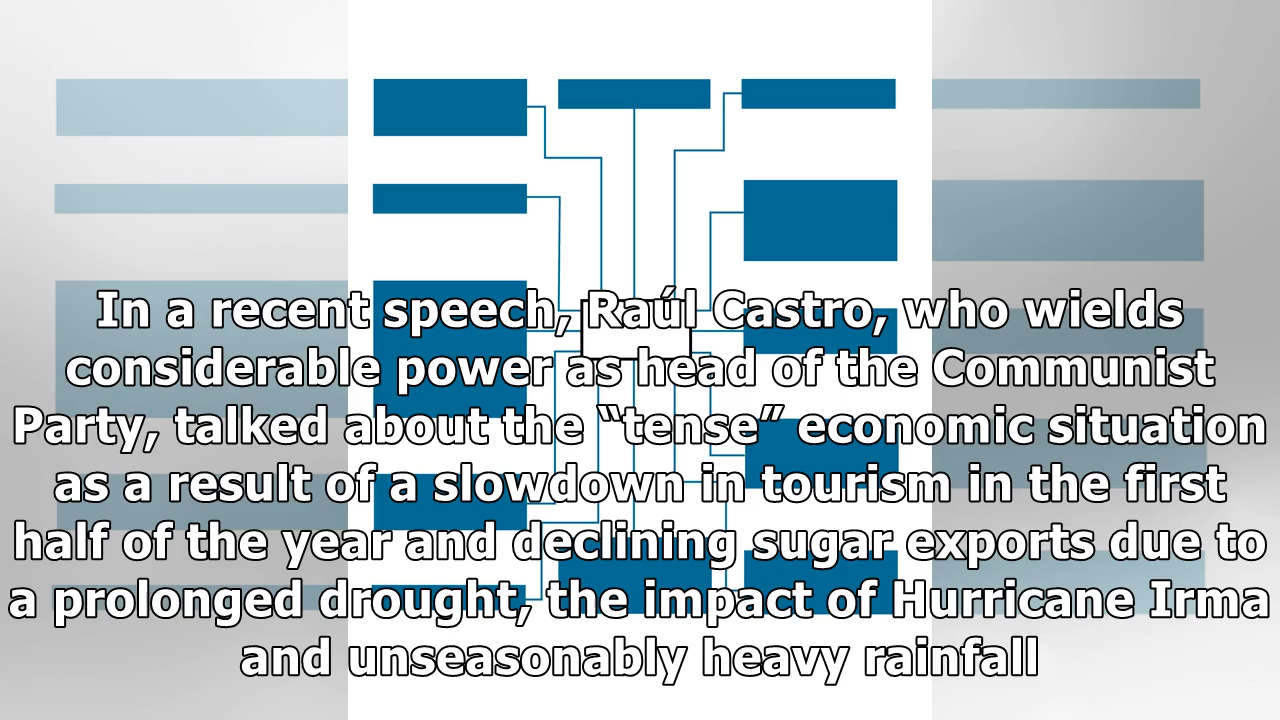 In a recent speech, Raúl Castro, who wields
considerable power as head of the Communist
Party, talked about the “tense” economic situation
as a result of a slowdown in tourism in the first
half of the year and declining sugar exports due to
a prolonged drought, the impact of Hurricane Irma
and unseasonably heavy rainfall